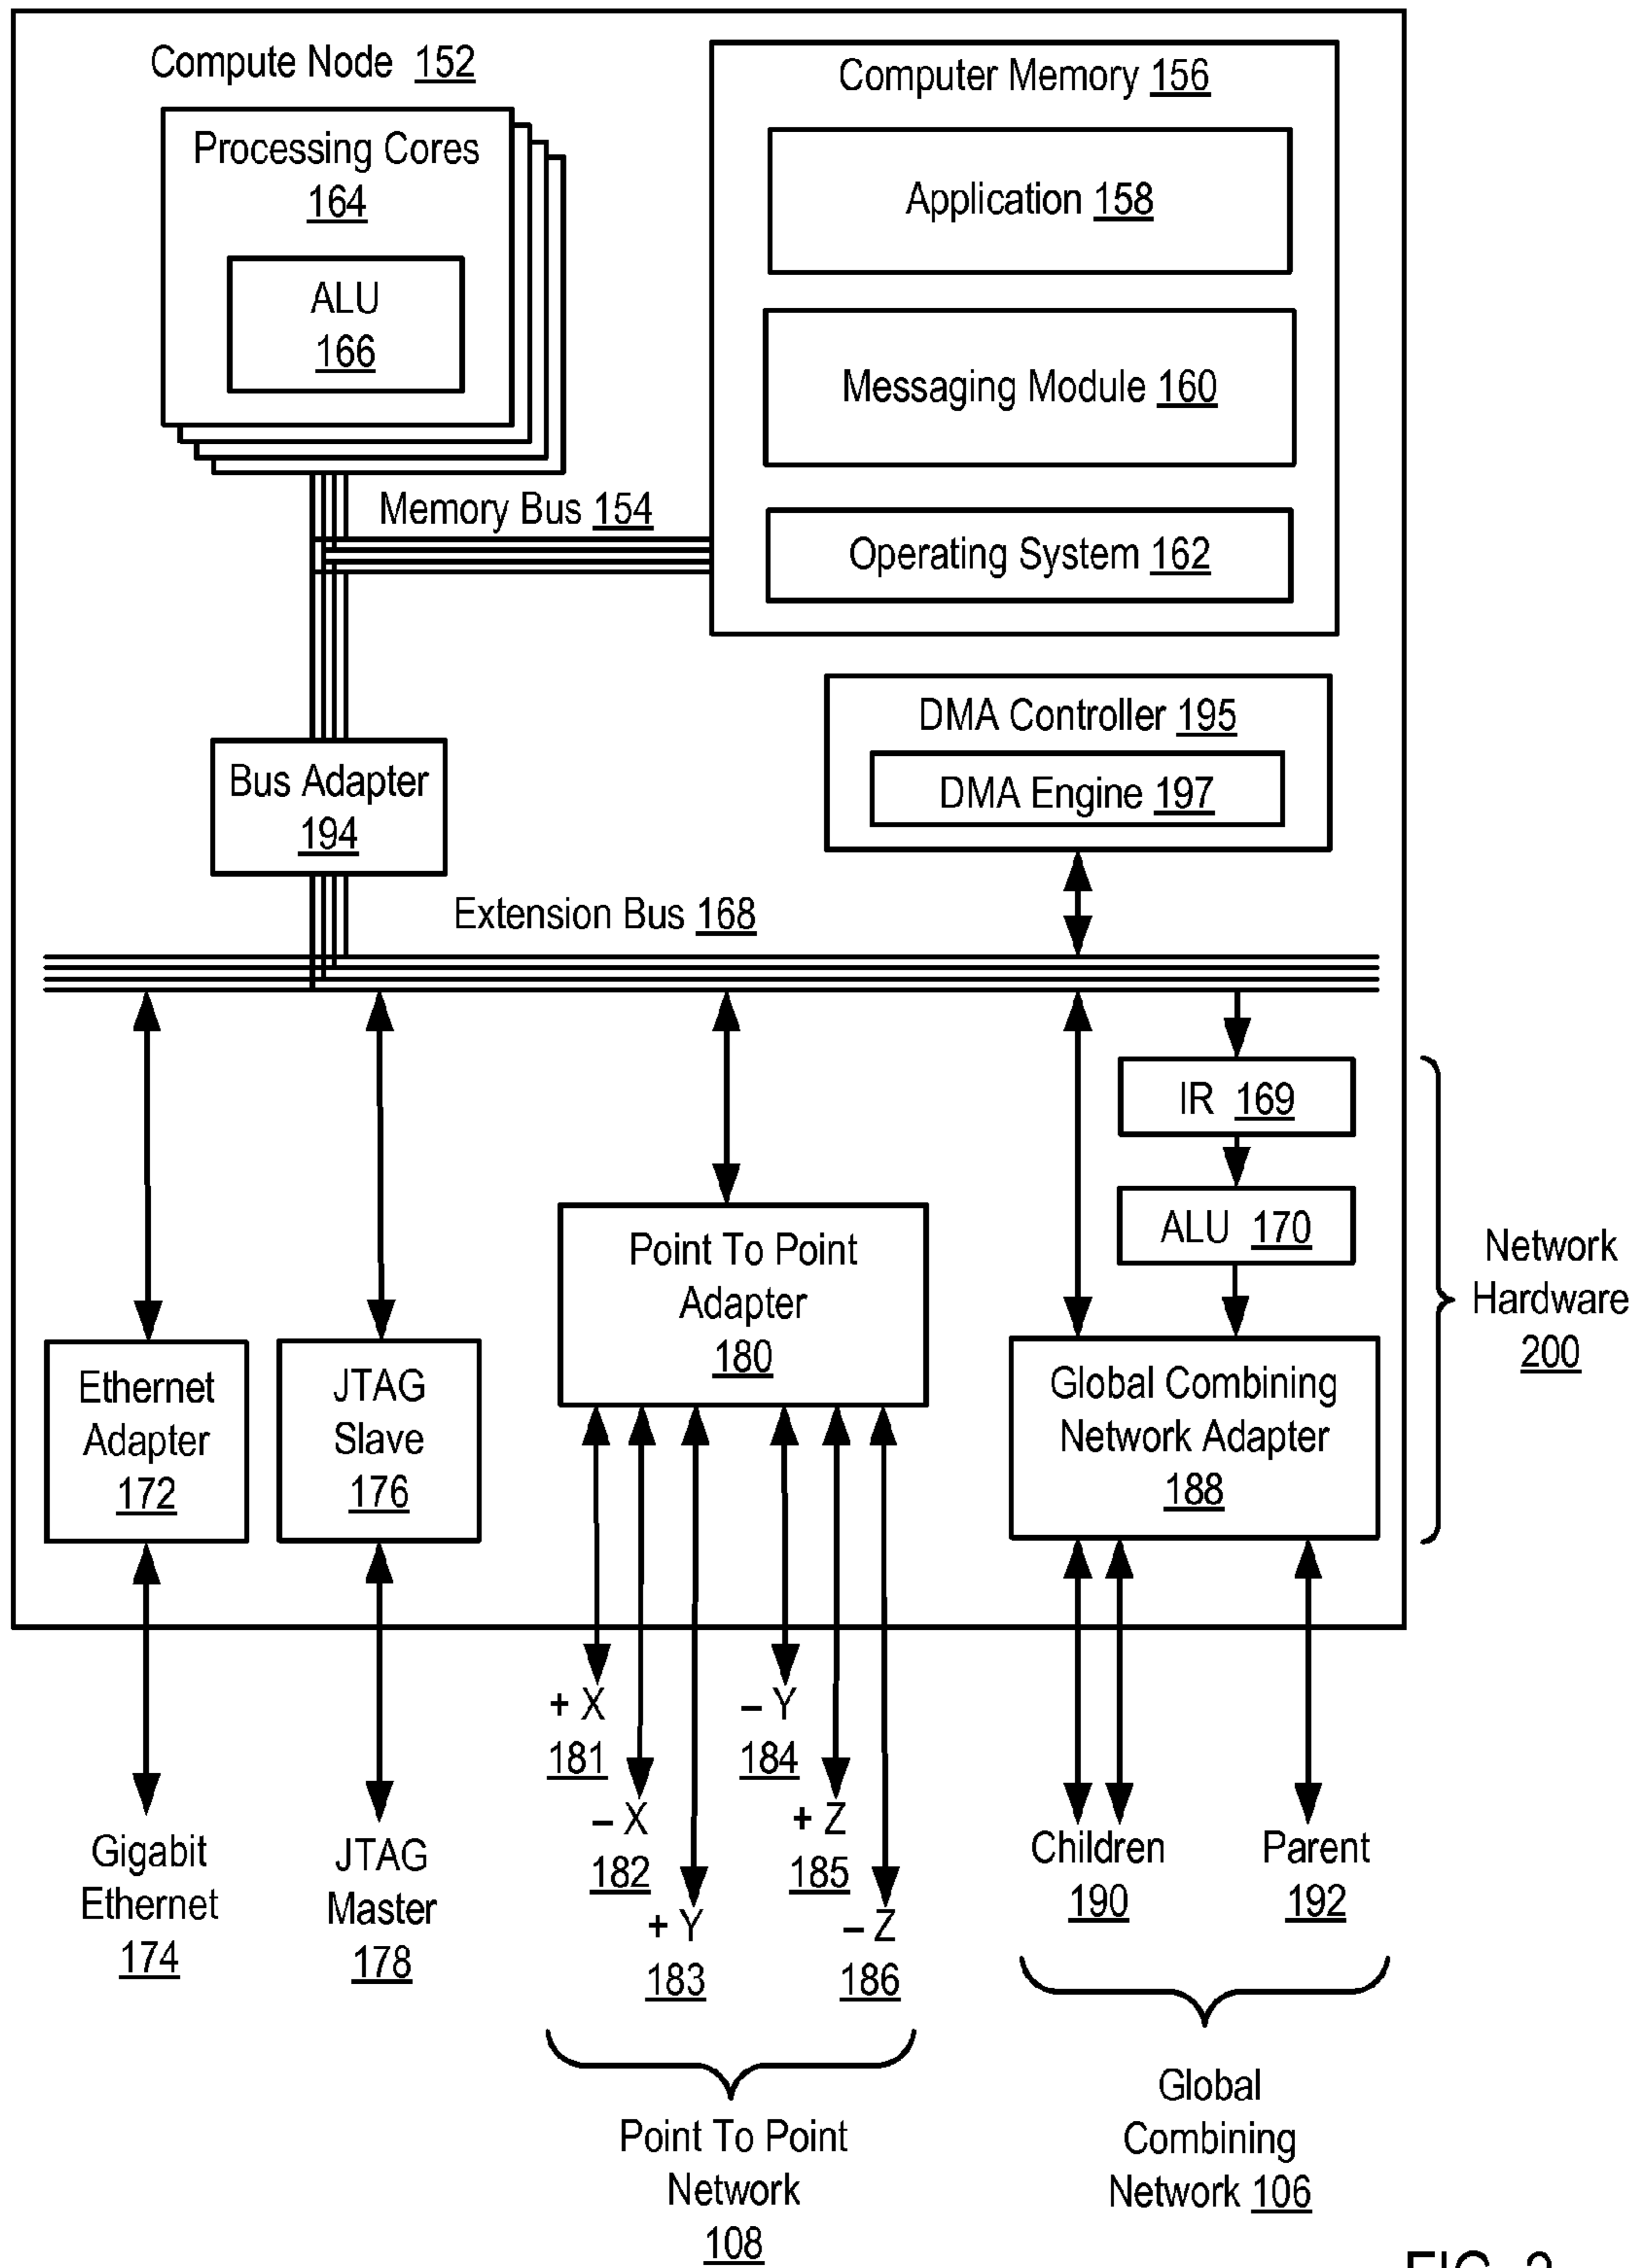 Compute Node 152
Processing Cores
164
ALU
166
Computer Memory 156
Application 158
Messaging Module 160
Operating System 162
Memory Bus 154
DMA Controller 195
DMA Engine 197
Bus Adapter
194
Extension Bus 168
IR 169
ALU 170
Network
Hardware
200
Point To Point
Adapter
180
Ethernet
Adapter
172
JTAG
Slave
176
Global Combining
Network Adapter
188
+ X
181
– X
182
+ Y
183
– Y
184
+ Z
185
– Z
186
Gigabit
Ethernet
174
JTAG
Master
178
Children
190
Parent
192
Point To Point
Network
108
Global
Combining
Network 106